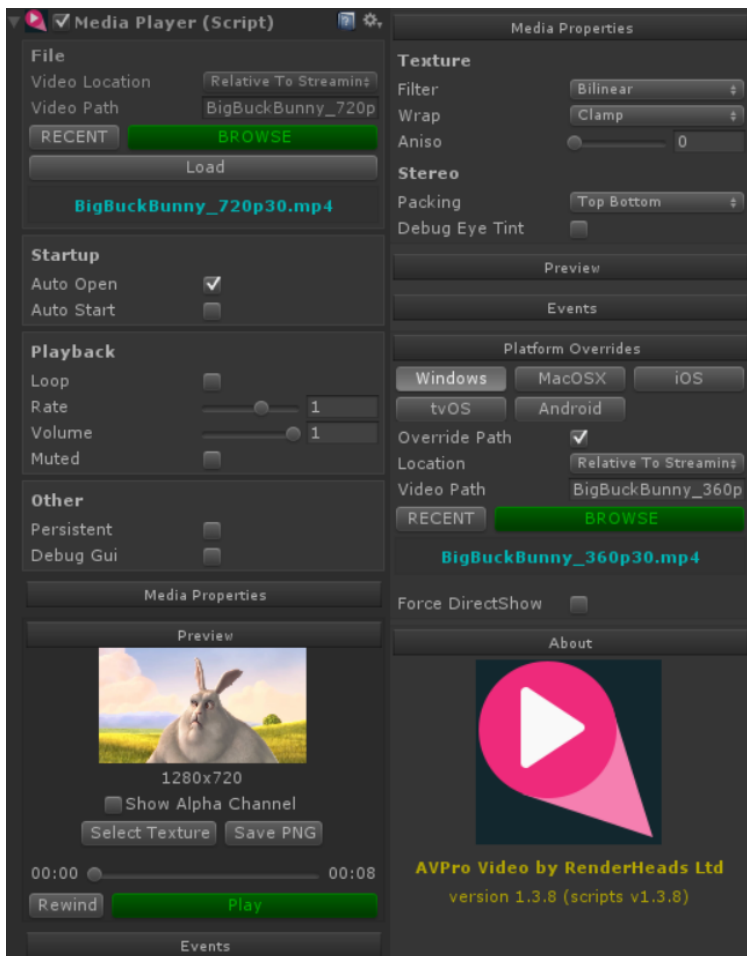 Media Player (Script)
File
Video Location Relative To Streaming
Video Path BigBuckBunny_720p
RECENT BROWSE
Load
BigBuckBunny_720p30.mp4
Startup
Auto Open
Auto Start
Playback
Loop
Rate 1
Volume 1
Muted
Other
Persistent
Debug Gui
Media Properties
Preview
1280x720
Show Alpha Channel
Select Texture Save PNG
00:00 00:08
Rewind Play
Events
Media Properties
Texture
Filter Bilinear
Wrap Clamp
Aniso 0
Stereo
Packing Top Bottom
Debug Eye Tint
Preview
Events
Platform Overrides
Windows MacOSX iOS
tvOS Android
Override Path
Location Relative To Streaming
Video Path BigBuckBunny_360p
RECENT BROWSE
BigBuckBunny_360p30.mp4
Force DirectShow
About
AVPro Video by RenderHeads Ltd
version 1.3.8 (scripts v1.3.8)